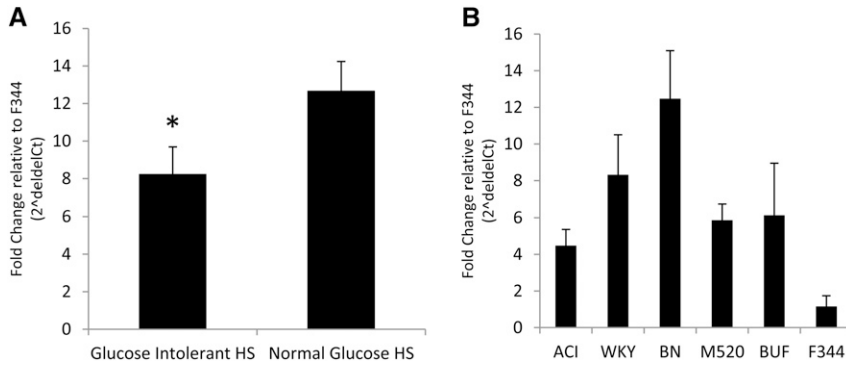 A
Fold Change relative to F344
(2^deldelCt)
16
14
12
10
8
6
4
2
0
*
Glucose Intolerant HS
Normal Glucose HS
B
Fold Change relative to F344
(2^deldelCt)
16
14
12
10
8
6
4
2
0
ACI
WKY
BN
M520
BUF
F344